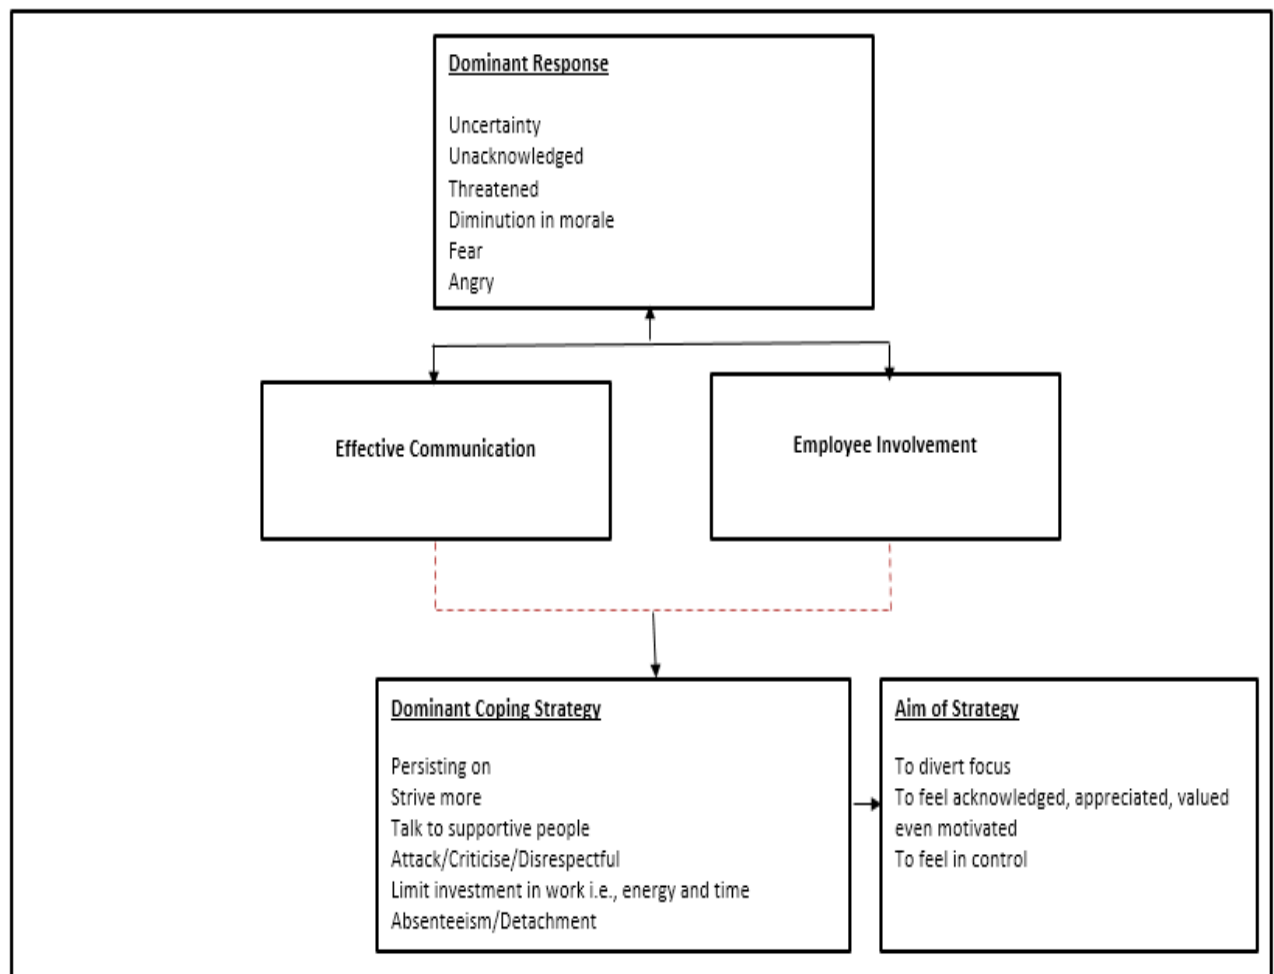 Dominant Response
Uncertainty
Unacknowledged
Threatened
Diminution in morale
Fear
Angry
Effective Communication
Employee Involvement
Dominant Coping Strategy
Persisting on
Strive more
Talk to supportive people
Attack/Criticise/Disrespectful
Limit investment in work i.e., energy and time
Absenteeism/Detachment
Aim of Strategy
To divert focus
To feel acknowledged, appreciated, valued
even motivated
To feel in control